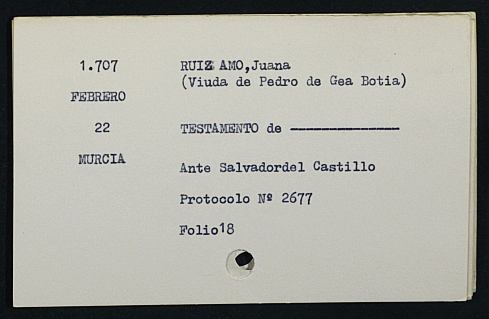 1.707 RUIZ AMO,Juana
(Viuda de Pedro de Gea Botia)
FEBRERO
22 TESTAMENTO de ---------------
MURCIA
Ante Salvadordel Castillo
Protocolo Nº 2677
Folio18